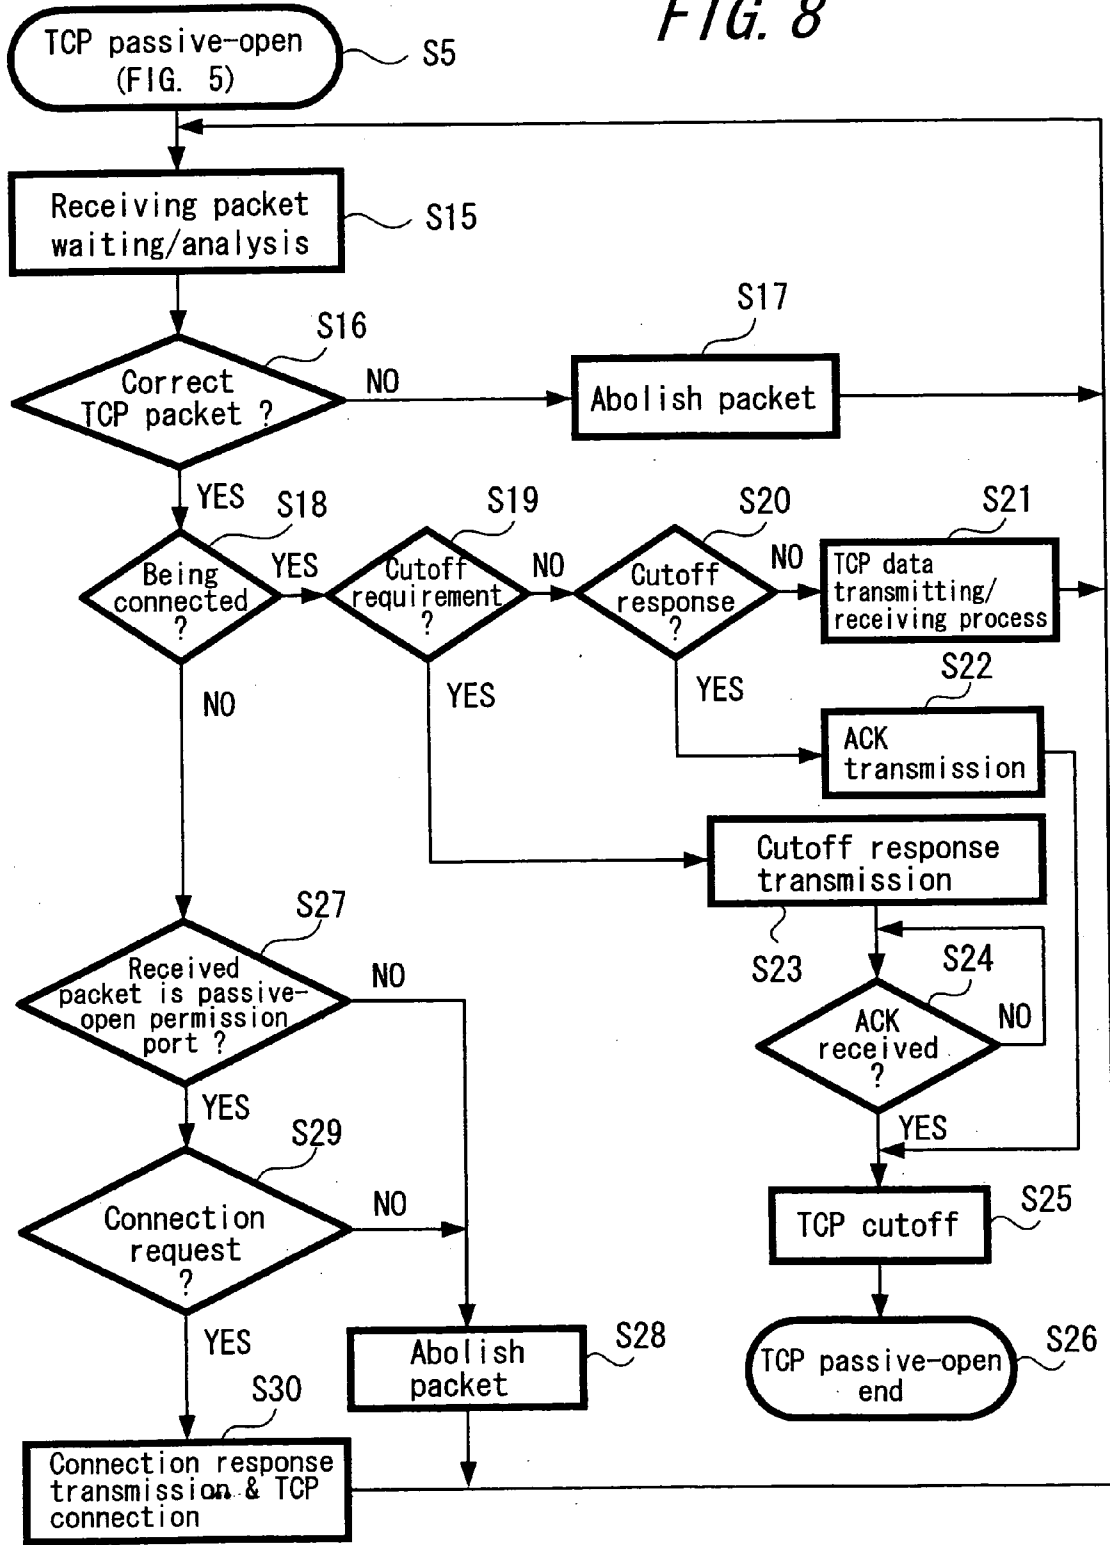 FIG. 8
TCP passive-open
(FIG. 5)
S5
Receiving packet
waiting/analysis
S15
S16
Correct
TCP packet ?
NO
S17
Abolish packet
YES
S18
Being
connected
?
YES
S19
Cutoff
requirement
?
NO
S20
Cutoff
response
?
NO
S21
TCP data
transmitting/
receiving process
NO
YES
YES
S22
ACK
transmission
Cutoff response
transmission
S23
S24
ACK
received
?
NO
YES
S27
Received
packet is passive-
open permission
port ?
NO
YES
S29
Connection
request
?
NO
YES
S25
TCP cutoff
S26
TCP passive-open
end
S28
Abolish
packet
S30
Connection response
transmission & TCP
connection